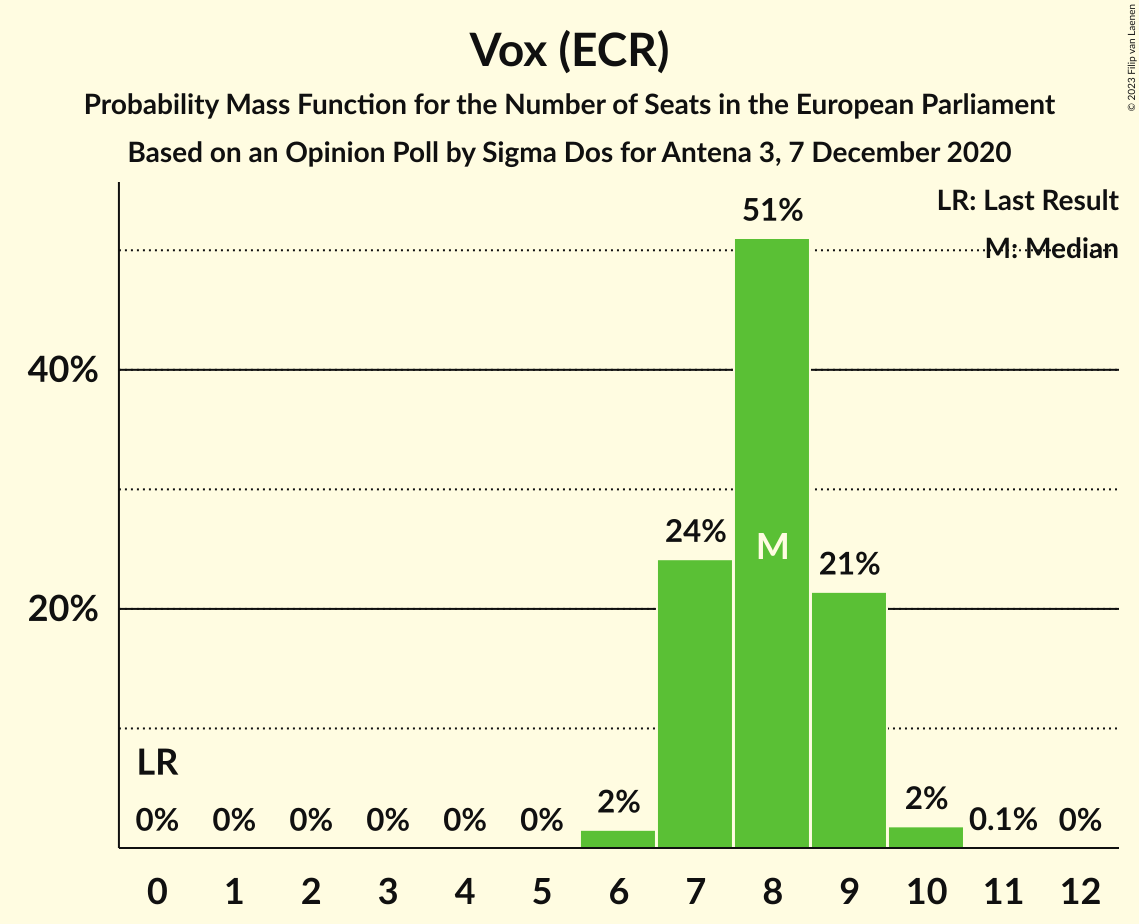 Vox (ECR)
Probability Mass Function for the Number of Seats in the European Parliament
Based on an Opinion Poll by Sigma Dos for Antena 3, 7 December 2020
© 2023 Filip van Laenen
LR: Last Result
M: Median
51%
40%
24%
M
21%
20%
LR
0% 0% 0% 0% 0% 0% 2% 2% 0.1% 0%
0 1 2 3 4 5 6 7 8 9 10 11 12